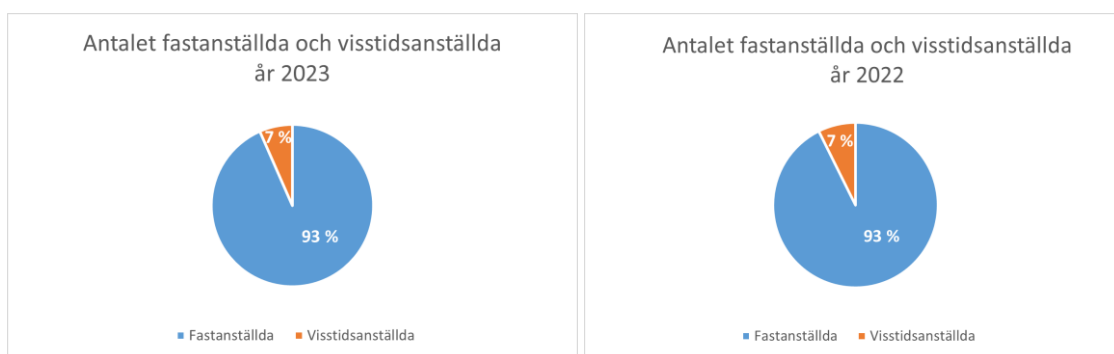 Antalet fastanställda och visstidsanställda
år 2023
7 %
93 %
Fastanställda Visstidsanställda
Antalet fastanställda och visstidsanställda
år 2022
7 %
93 %
Fastanställda Visstidsanställda